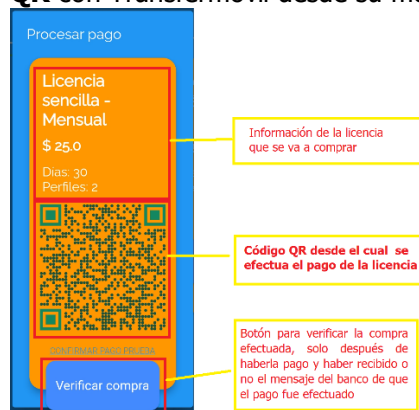 QR con Transfermóvil desde su mó
Procesar pago
Licencia
sencilla -
Mensual
$ 25.0
Días: 30
Perfiles: 2
CONFIRMAR PAGO PRUEBA
Verificar compra
Información de la licencia
que se va a comprar
Código QR desde el cual se
efectua el pago de la licencia
Botón para verificar la compra
efectuada, solo después de
haberla pago y haber recibido o
no el mensaje del banco de que
el pago fue efectuado